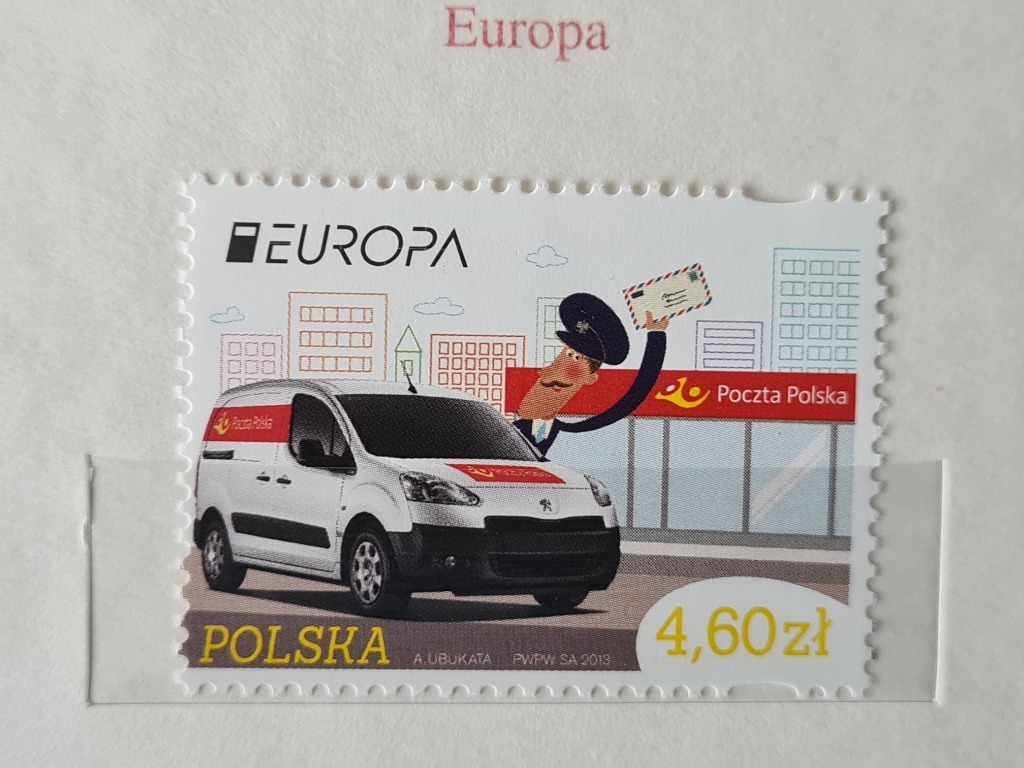 Europa
EUROPA
Poczta Polska
Poczta Polska
POLSKA
A.UBUKATA PWPW SA 2013
4,60zł